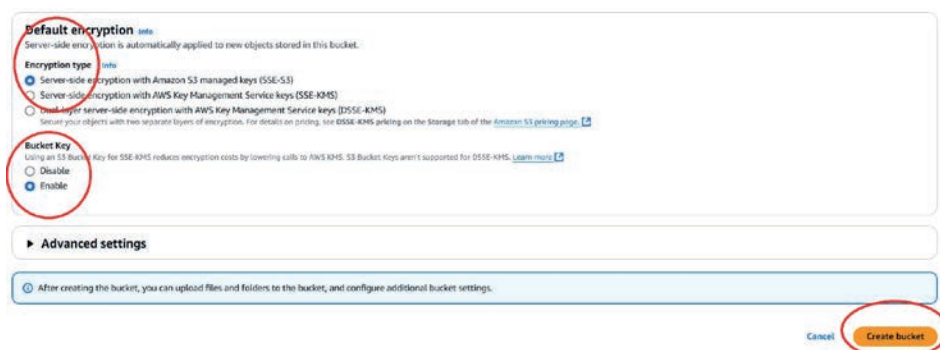 Default encryption Info
Server-side encryption is automatically applied to new objects stored in this bucket.
Encryption type Info
Server-side encryption with Amazon S3 managed keys (SSE-S3)
Server-side encryption with AWS Key Management Service keys (SSE-KMS)
Dual-layer server-side encryption with AWS Key Management Service keys (DSSE-KMS)
Secure your objects with two separate layers of encryption. For details on pricing, see DSSE-KMS pricing on the Storage tab of the Amazon S3 pricing page.
Bucket Key
Using an S3 Bucket Key for SSE-KMS reduces encryption costs by lowering calls to AWS KMS. S3 Bucket Keys aren't supported for DSSE-KMS. Learn more
Disable
Enable
Advanced settings
After creating the bucket, you can upload files and folders to the bucket, and configure additional bucket settings.
Cancel Create bucket